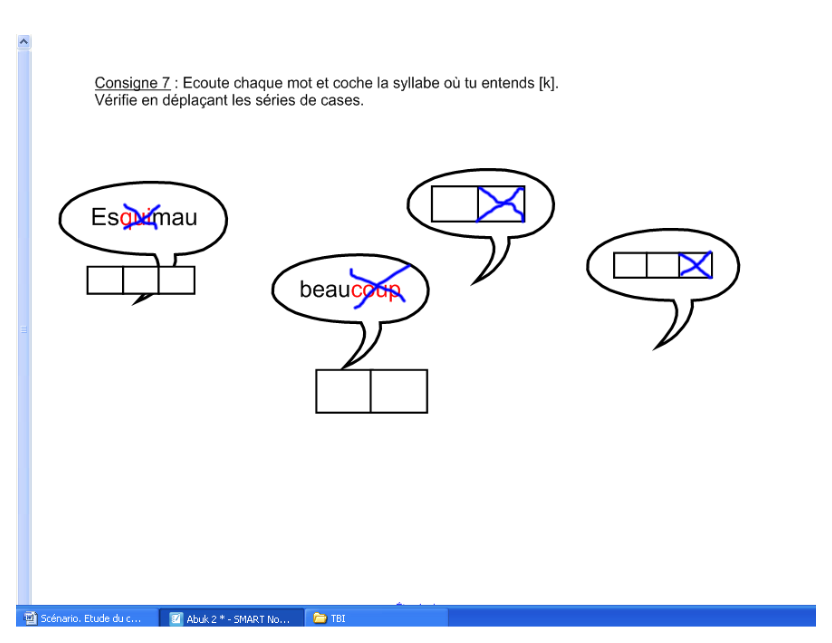 Consigne 7 : Ecoute chaque mot et coche la syllabe où tu entends [k].
Vérifie en déplaçant les séries de cases.
Esquimau
beaucoup
Scénario. Etude du c...
Abuk 2 * - SMART No...
TBI